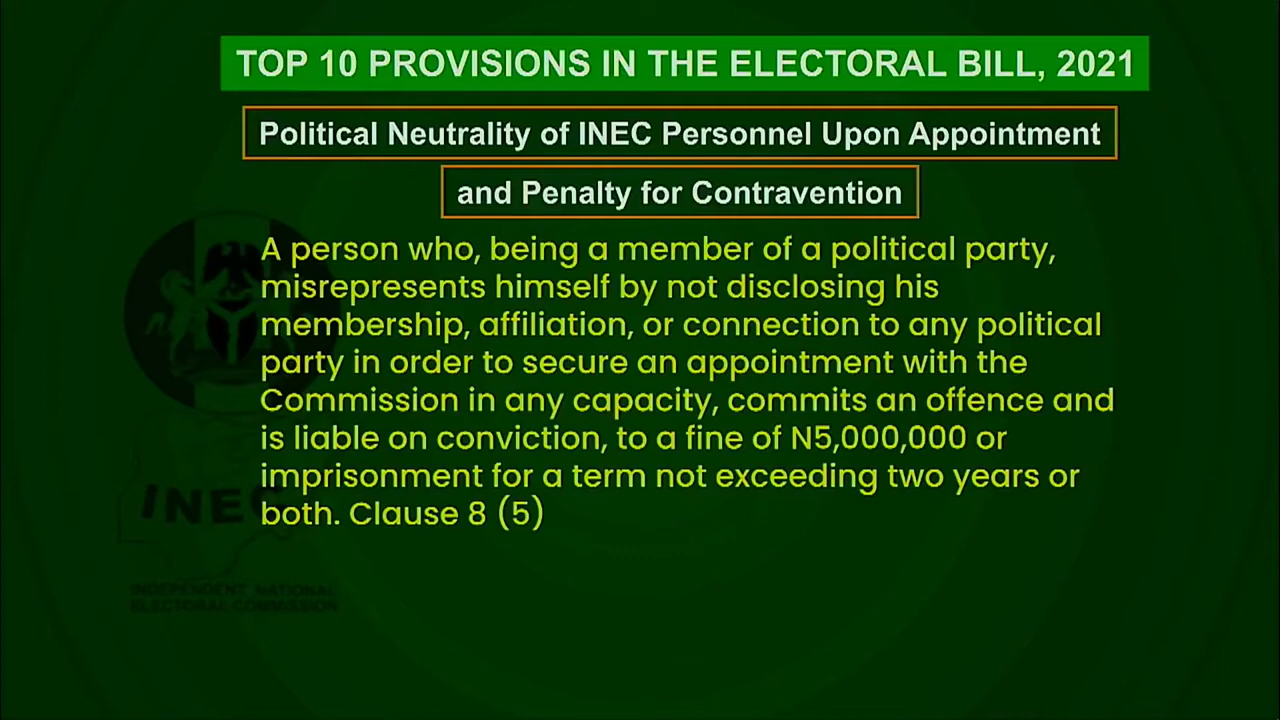 TOP 10 PROVISIONS IN THE ELECTORAL BILL, 2021
Political Neutrality of INEC Personnel Upon Appointment
and Penalty for Contravention
A person who, being a member of a political party,
misrepresents himself by not disclosing his
membership, affiliation, or connection to any political
party in order to secure an appointment with the
Commission in any capacity, commits an offence and
is liable on conviction, to a fine of N5,000,000 or
imprisonment for a term not exceeding two years or
both. Clause 8 (5)
INEC
INDEPENDENT NATIONAL
ELECTORAL COMMISSION